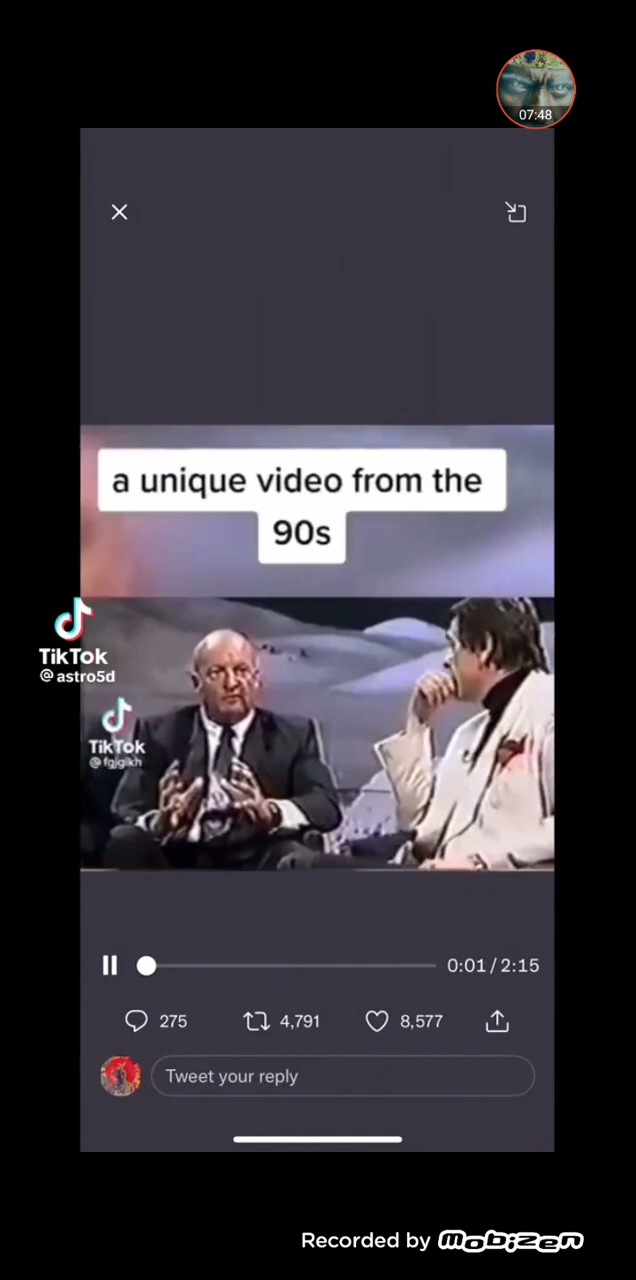 07:48
a unique video from the
90s
TikTok
@astro5d
TikTok
@fgjgikh
0:01/2:15
275
4,791
8,577
Tweet your reply
Recorded by mobizen